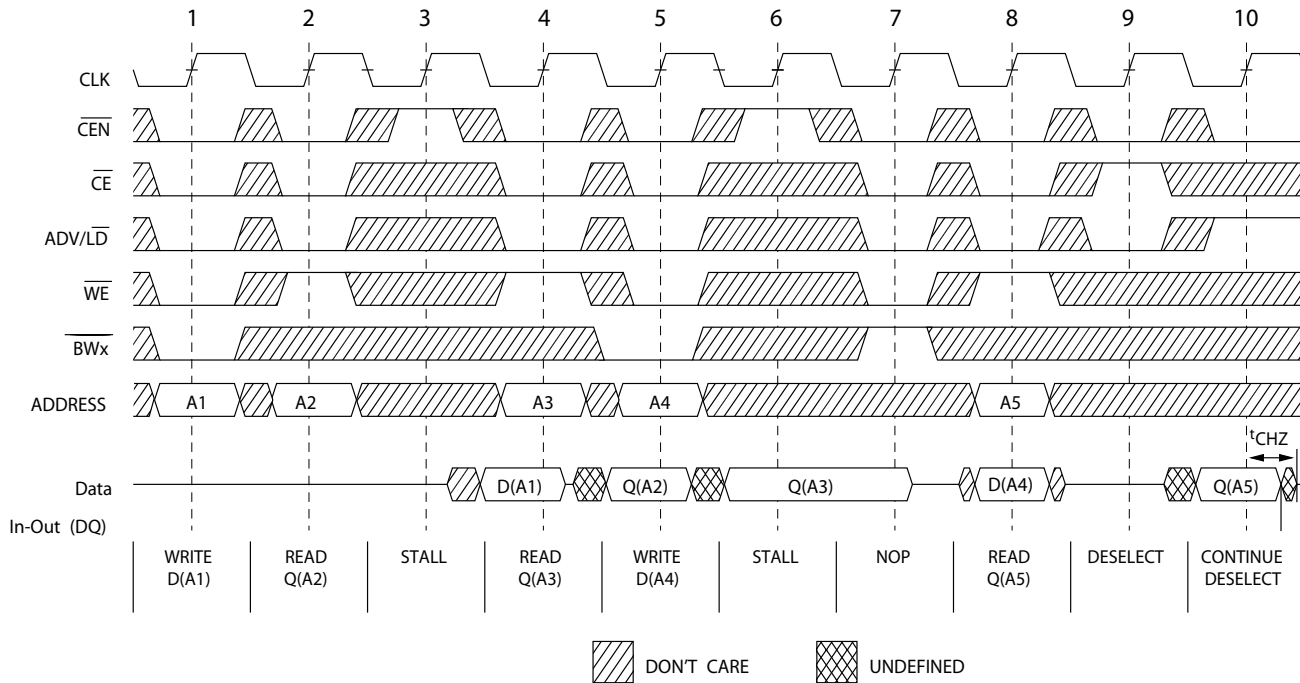 1 2 3 4 5 6 7 8 9 10
CLK
CEN
CE
ADV/LD
WE
BWx
ADDRESS A1 A2 A3 A4 A5
tCHZ
Data D(A1) Q(A2) Q(A3) D(A4) Q(A5)
In-Out (DQ)
WRITE READ STALL READ WRITE STALL NOP READ DESELECT CONTINUE
D(A1) Q(A2) Q(A3) D(A4) Q(A5) DESELECT
DON'T CARE UNDEFINED